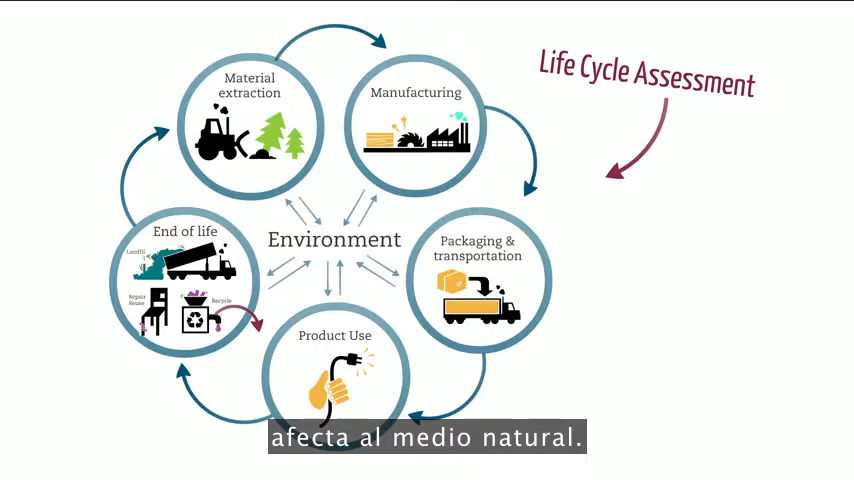 Life Cycle Assessment
Material
extraction
Manufacturing
Packaging &
transportation
Product Use
End of life
Landfill
Repair
Reuse
Recycle
Environment
afecta al medio natural.